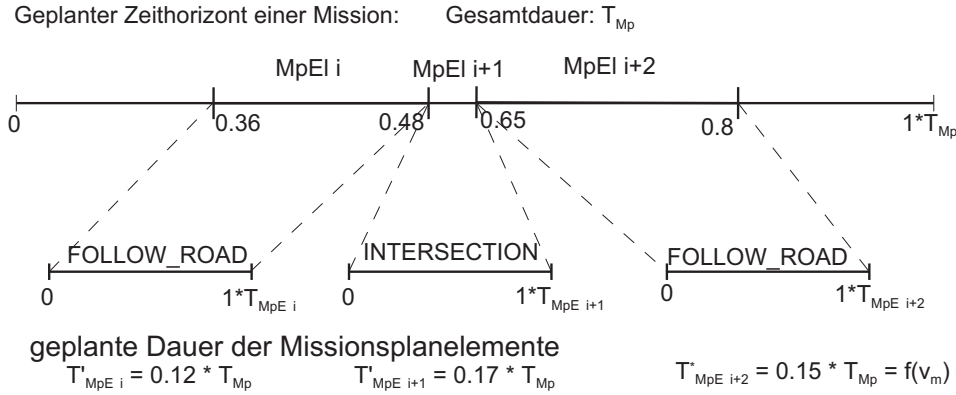 Geplanter Zeithorizont einer Mission: Gesamtdauer: T_Mp
MpEl i MpEl i+1 MpEl i+2
0 0.36 0.48 0.65 0.8 1*T_Mp
FOLLOW_ROAD INTERSECTION FOLLOW_ROAD
0 1*T_MpE i 0 1*T_MpE i+1 0 1*T_MpE i+2
geplante Dauer der Missionsplanelemente
T'_MpE i = 0.12 * T_Mp T'_MpE i+1 = 0.17 * T_Mp T*_MpE i+2 = 0.15 * T_Mp = f(v_m)